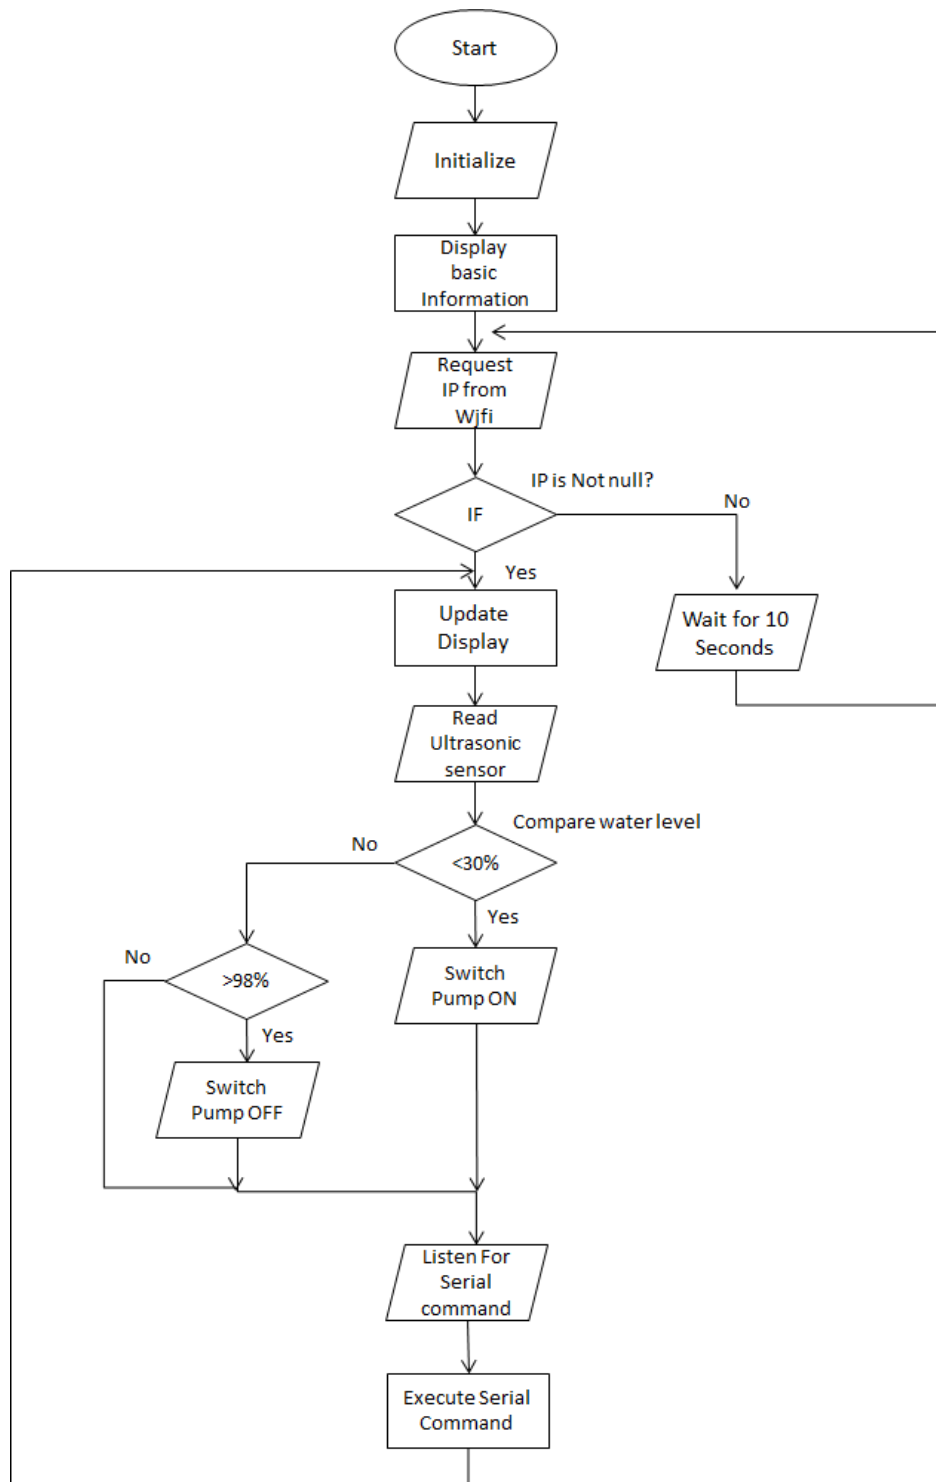 Start
Initialize
Display
basic
Information
Request
IP from
Wjfi
IP is Not null?
IF
No
Yes
Update
Display
Wait for 10
Seconds
Read
Ultrasonic
sensor
Compare water level
No
<30%
Yes
No
>98%
Switch
Pump ON
Yes
Switch
Pump OFF
Listen For
Serial
command
Execute Serial
Command